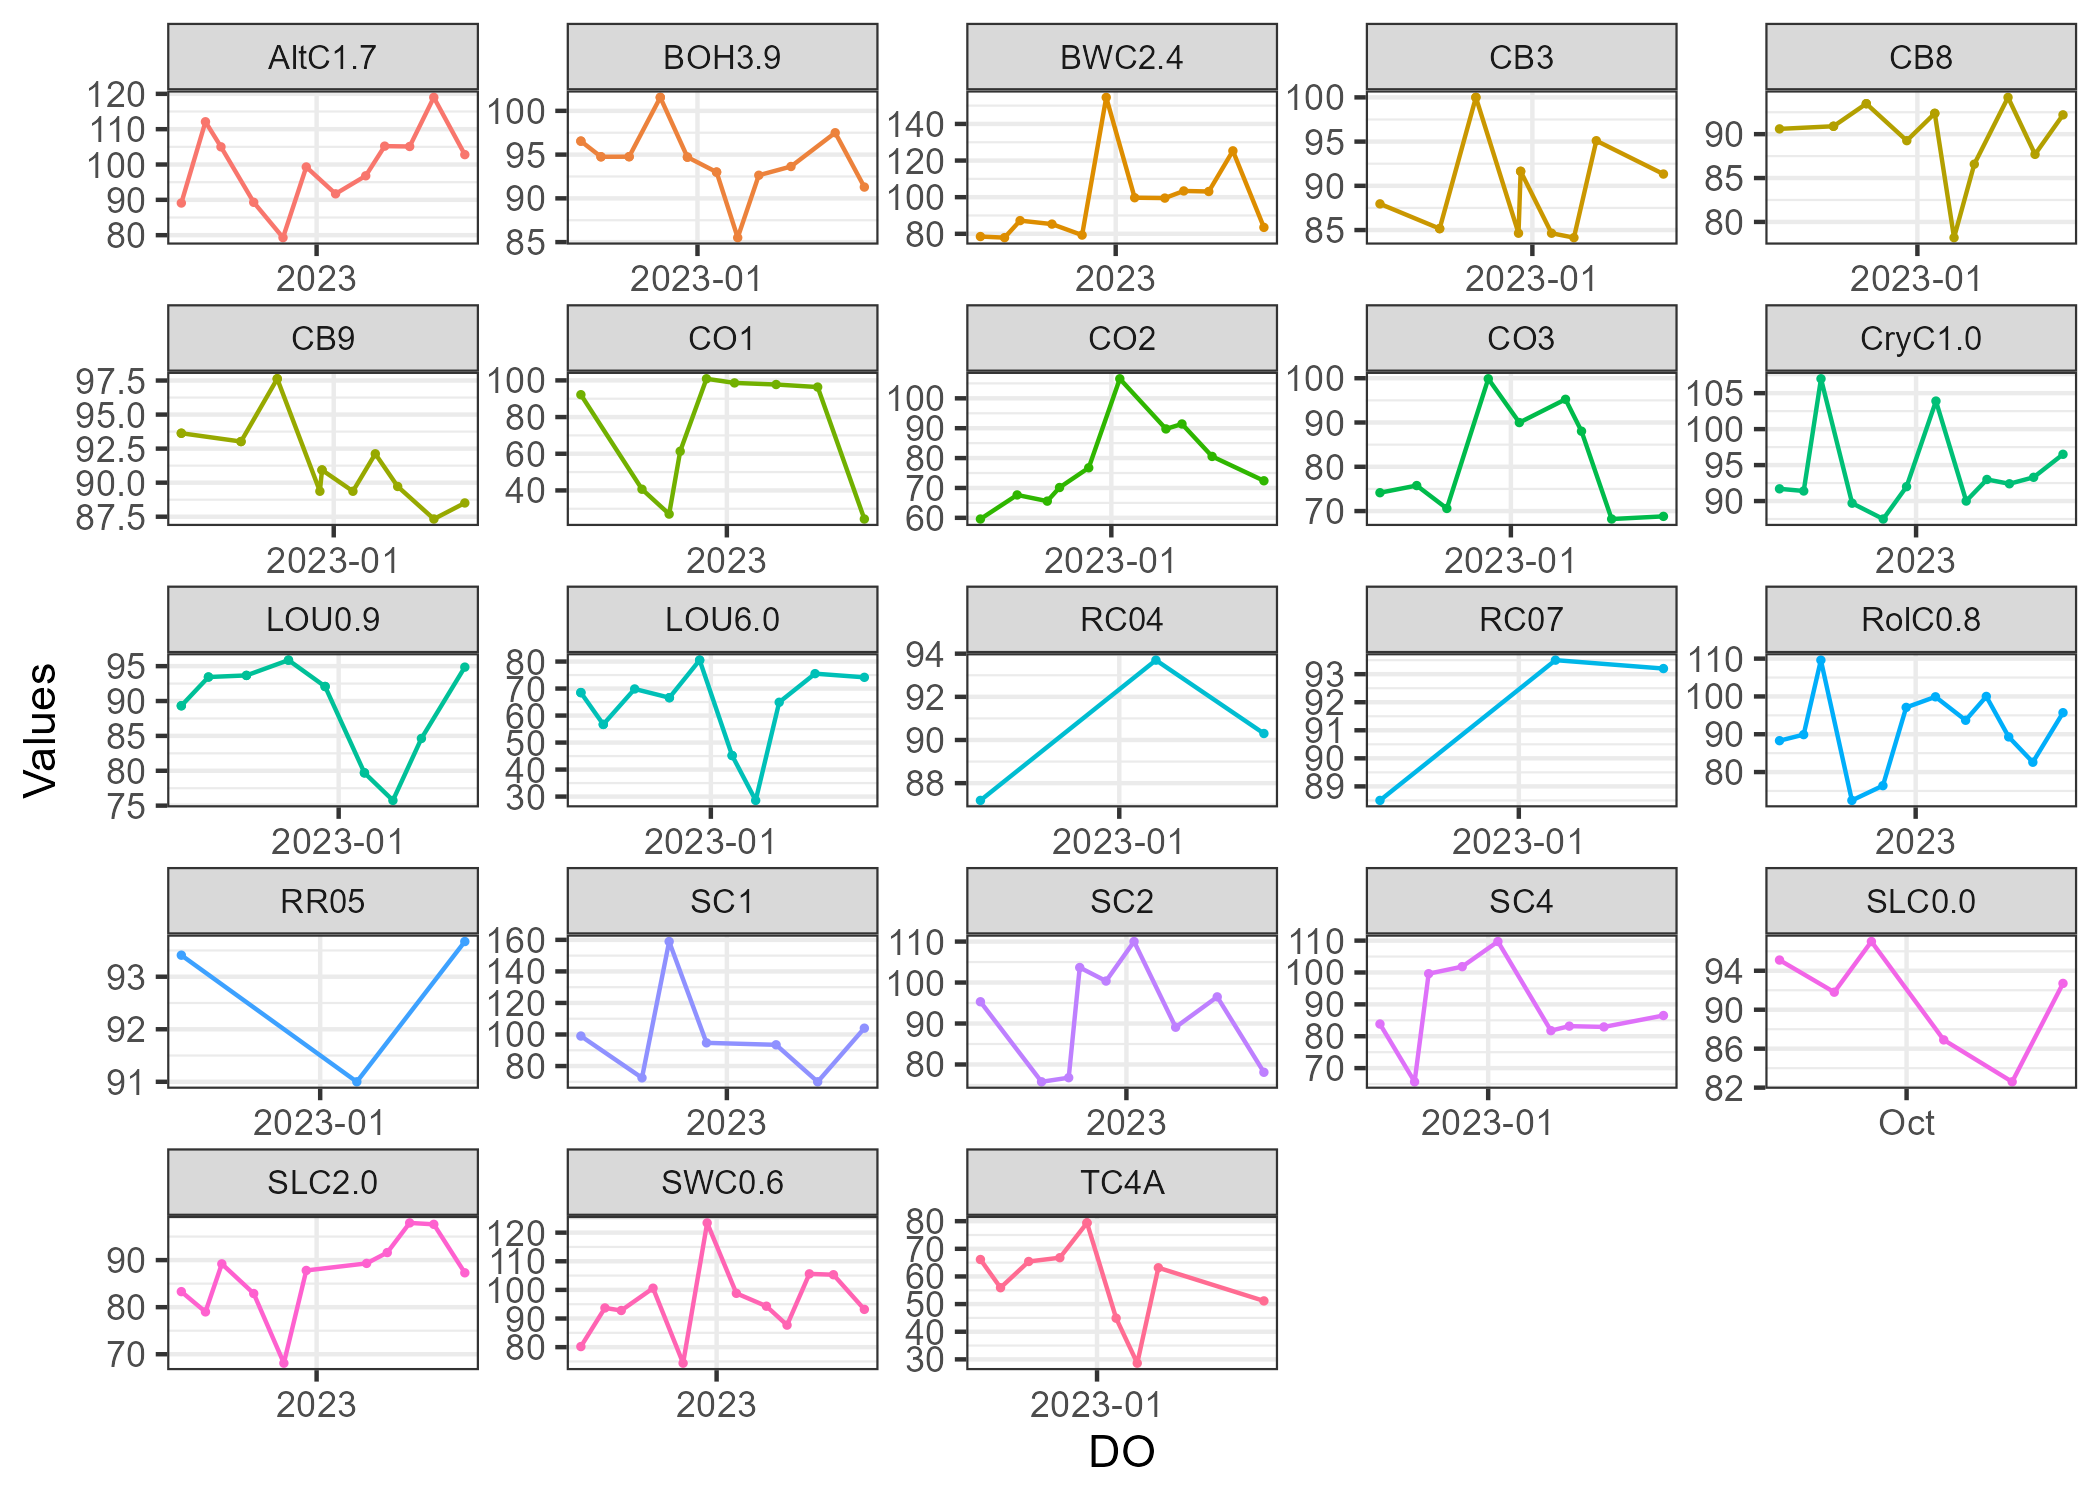 AltC1.7 BOH3.9 BWC2.4 CB3 CB8
120 110 100 90 80
100 95 90 85
140 120 100 80
100 95 90 85
90 85 80
2023 2023-01 2023 2023-01 2023-01
CB9 CO1 CO2 CO3 CryC1.0
97.5 95.0 92.5 90.0 87.5
100 80 60 40
100 90 80 70 60
100 90 80 70
105 100 95 90
2023-01 2023 2023-01 2023-01 2023
LOU0.9 LOU6.0 RC04 RC07 RolC0.8
95 90 85 80 75
80 70 60 50 40 30
94 92 90 88
93 92 91 90 89
110 100 90 80
2023-01 2023-01 2023-01 2023-01 2023
RR05 SC1 SC2 SC4 SLC0.0
93 92 91
160 140 120 100 80
110 100 90 80
110 100 90 80 70
94 90 86 82
2023-01 2023 2023 2023-01 Oct
SLC2.0 SWC0.6 TC4A
90 80 70
120 110 100 90 80
80 70 60 50 40 30
2023 2023 2023-01
Values
DO